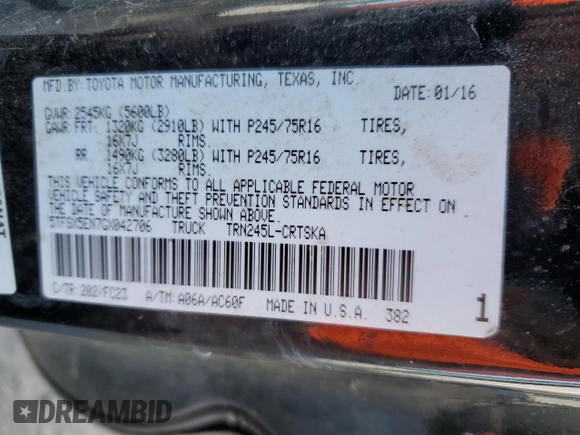 MFD.BY:TOYOTA MOTOR MANUFACTURING, TEXAS, INC. DATE:01/16
GVWR:2545KG (5600LB)
GAWR:FRT. 1320KG (2910LB) WITH P245/75R16 TIRES,
16X7J RIMS.
RR. 1490KG (3280LB) WITH P245/75R16 TIRES,
16X7J RIMS.
THIS VEHICLE CONFORMS TO ALL APPLICABLE FEDERAL MOTOR
VEHICLE SAFETY AND THEFT PREVENTION STANDARDS IN EFFECT ON
THE DATE OF MANUFACTURE SHOWN ABOVE.
5TFSX5EN7GX042706 TRUCK TRN245L-CRTSKA
C/TR:202/FC23 A/TM:A06A/AC60F MADE IN U.S.A. 382 1
DREAMBID